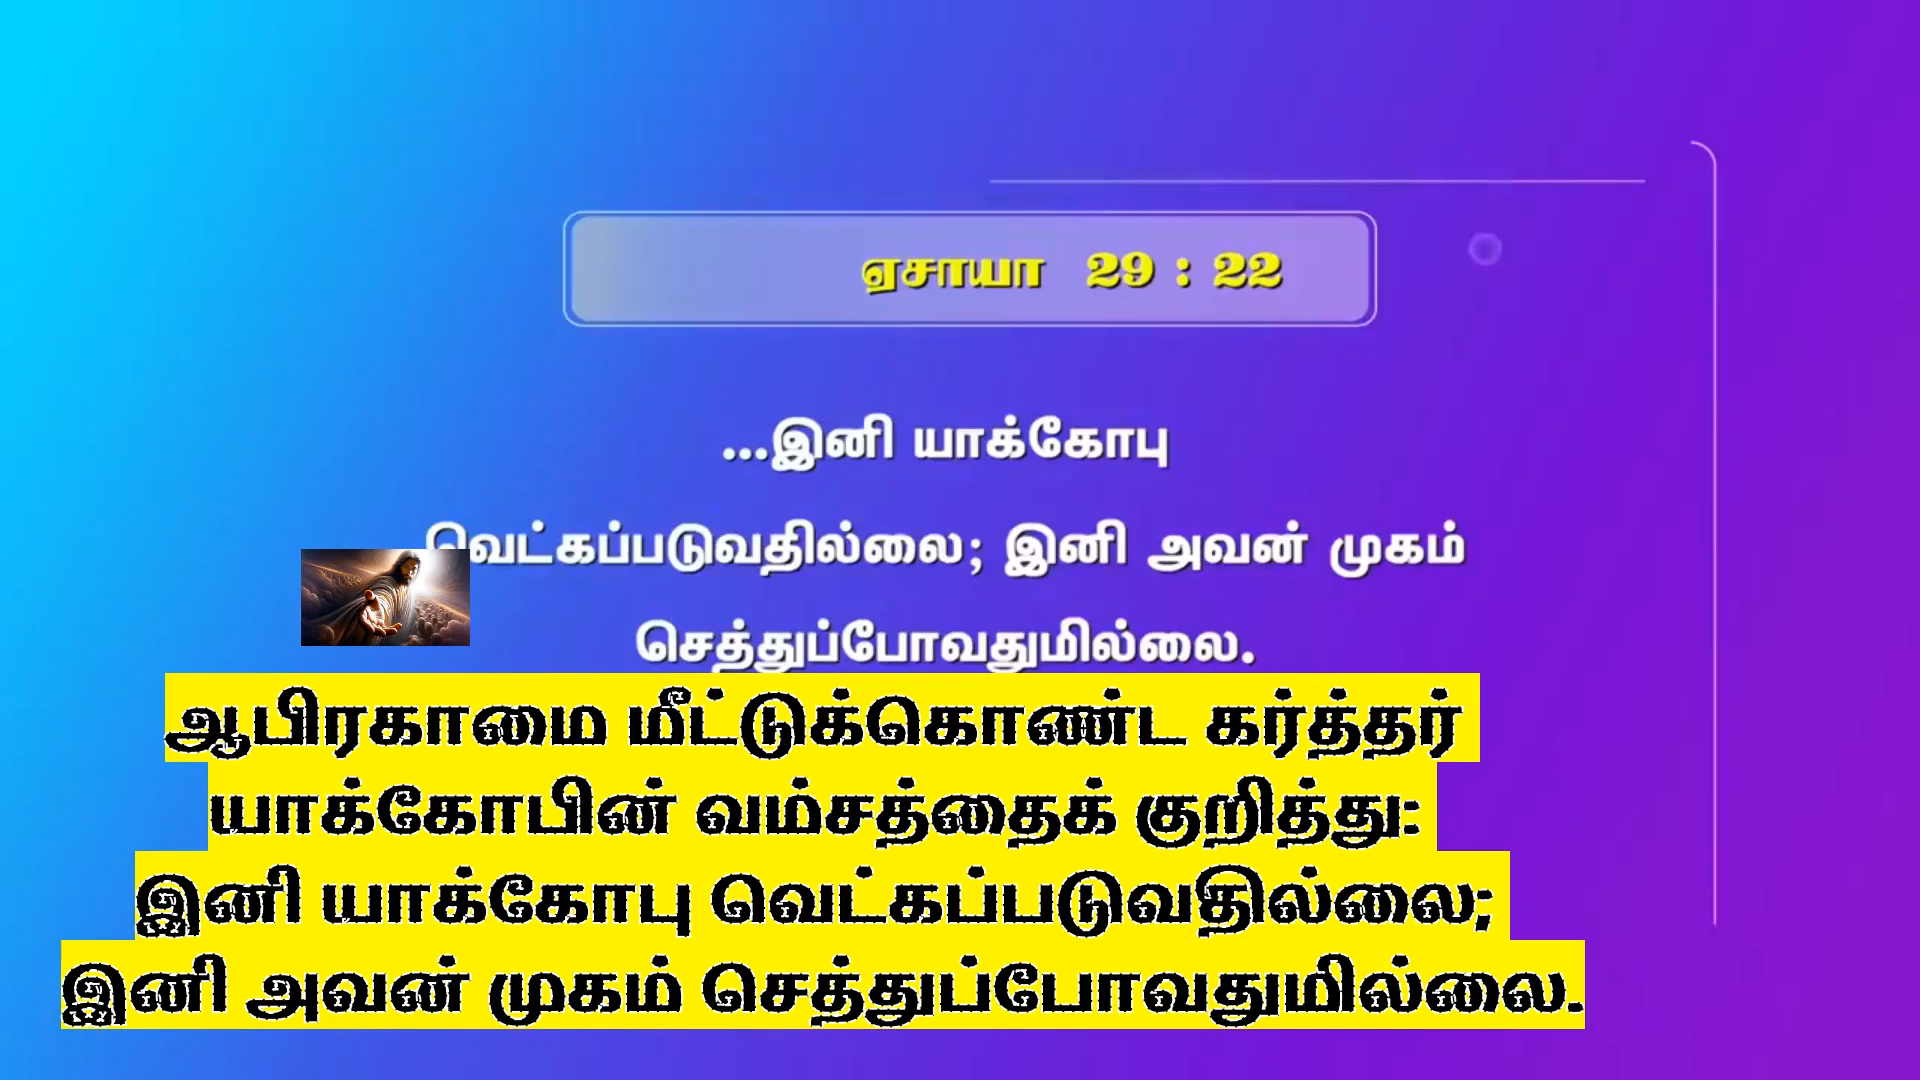 ஏசாயா 29 : 22
...இனி யாக்கோபு
வெட்கப்படுவதில்லை; இனி அவன் முகம்
செத்துப்போவதுமில்லை.
ஆபிரகாமை மீட்டுக்கொண்ட கர்த்தர்
யாக்கோபின் வம்சத்தைக் குறித்து:
இனி யாக்கோபு வெட்கப்படுவதில்லை;
இனி அவன் முகம் செத்துப்போவதுமில்லை.